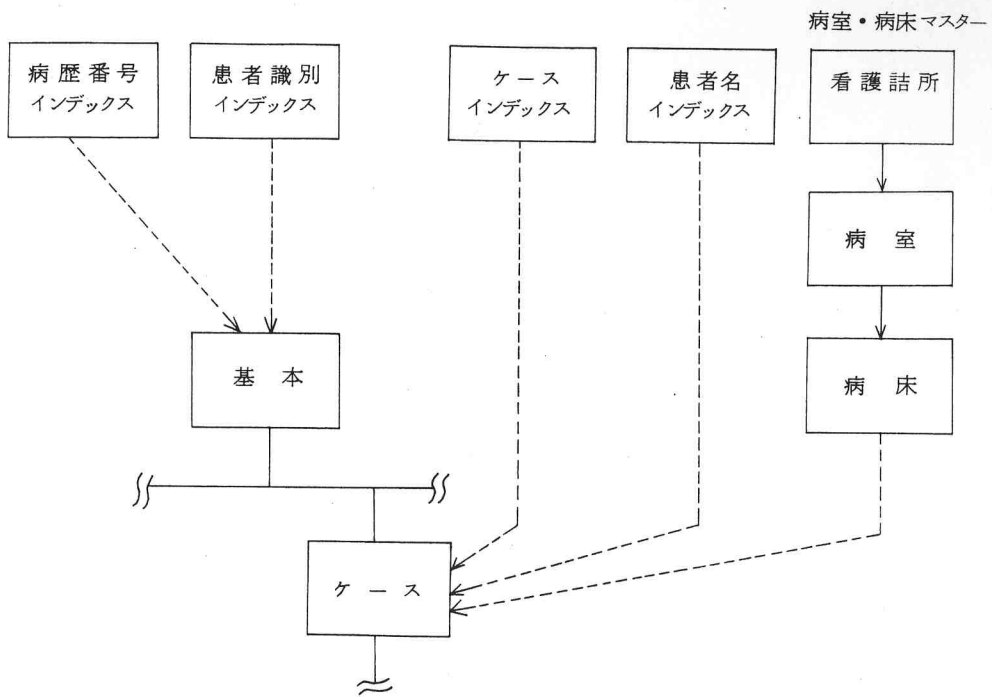 病室・病床マスター
病歴番号
インデックス
患者識別
インデックス
ケース
インデックス
患者名
インデックス
看護詰所
病室
病床
基本
ケース